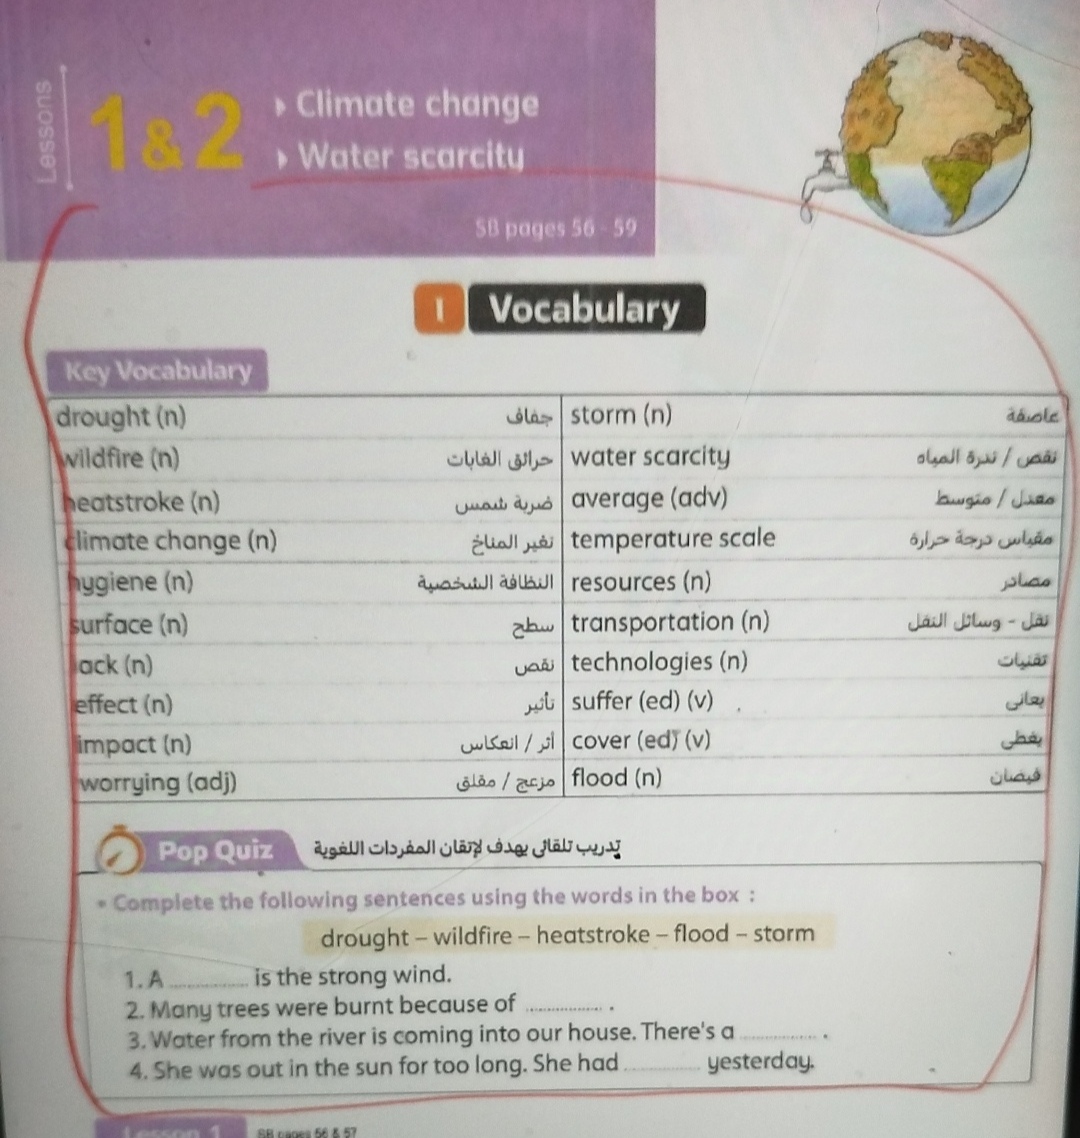 Lessons
1 & 2
Climate change
Water scarcity
SB pages 56 - 59
1 Vocabulary
Key Vocabulary
drought (n) جفاف storm (n) عاصفة
wildfire (n) حرائق الغابات water scarcity نقص / ندرة المياه
heatstroke (n) ضربة شمس average (adv) معدل / متوسط
climate change (n) تغير المناخ temperature scale مقياس درجة حرارة
hygiene (n) النظافة الشخصية resources (n) مصادر
surface (n) سطح transportation (n) نقل - وسائل النقل
lack (n) نقص technologies (n) تقنيات
effect (n) تأثير suffer (ed) (v) يعانى
impact (n) أثر / انعكاس cover (ed) (v) يغطى
worrying (adj) مزعج / مقلق flood (n) فيضان
Pop Quiz تدريب تلقائى يهدف لإتقان المفردات اللغوية
• Complete the following sentences using the words in the box :
drought – wildfire – heatstroke – flood – storm
1. A .............. is the strong wind.
2. Many trees were burnt because of .............. .
3. Water from the river is coming into our house. There's a .............. .
4. She was out in the sun for too long. She had .............. yesterday.
Lesson 1 SB pages 56 & 57